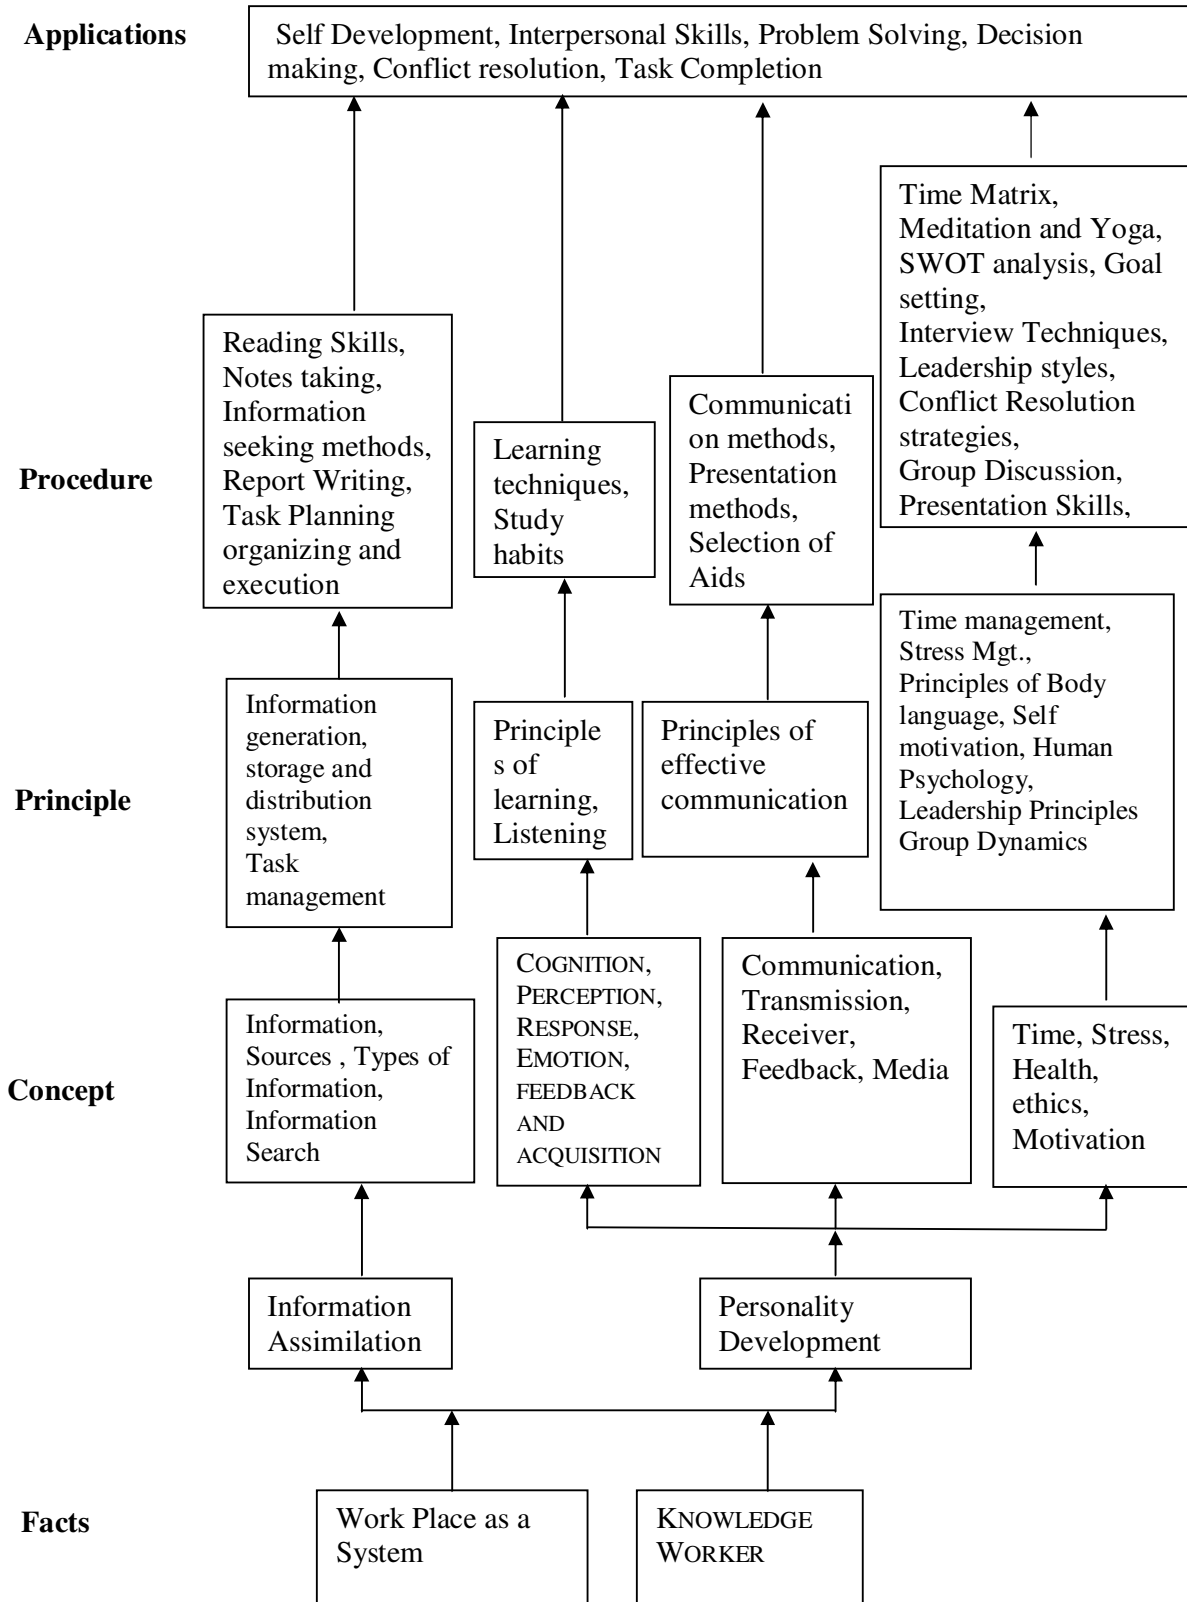 Applications
Self Development, Interpersonal Skills, Problem Solving, Decision
making, Conflict resolution, Task Completion
Time Matrix,
Meditation and Yoga,
SWOT analysis, Goal
setting,
Interview Techniques,
Leadership styles,
Conflict Resolution
strategies,
Group Discussion,
Presentation Skills,
Procedure
Reading Skills,
Notes taking,
Information
seeking methods,
Report Writing,
Task Planning
organizing and
execution
Learning
techniques,
Study
habits
Communicati
on methods,
Presentation
methods,
Selection of
Aids
Principle
Information
generation,
storage and
distribution
system,
Task
management
Principle
s of
learning,
Listening
Principles of
effective
communication
Time management,
Stress Mgt.,
Principles of Body
language, Self
motivation, Human
Psychology,
Leadership Principles
Group Dynamics
Concept
Information,
Sources , Types of
Information,
Information
Search
COGNITION,
PERCEPTION,
RESPONSE,
EMOTION,
FEEDBACK
AND
ACQUISITION
Communication,
Transmission,
Receiver,
Feedback, Media
Time, Stress,
Health,
ethics,
Motivation
Information
Assimilation
Personality
Development
Facts
Work Place as a
System
KNOWLEDGE
WORKER